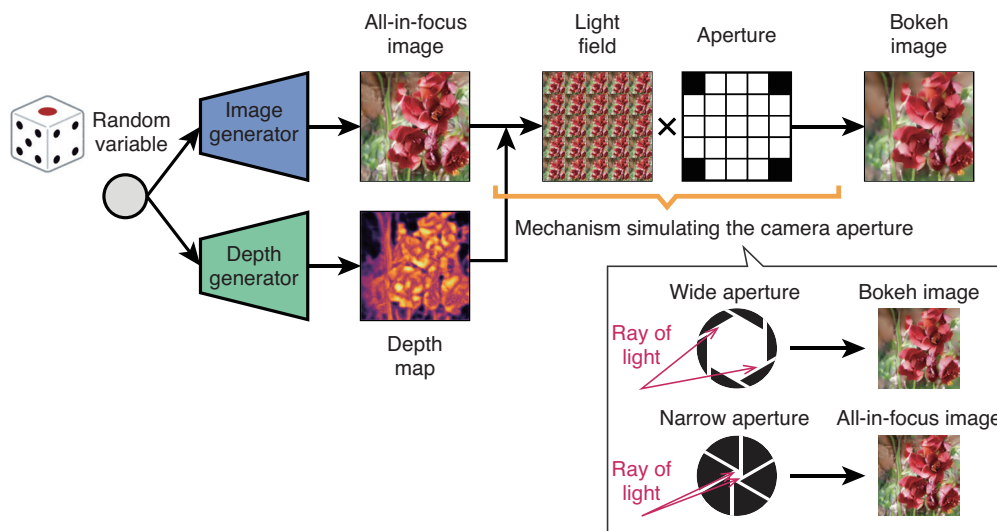 All-in-focus
image
Light
field
Aperture
Bokeh
image
Random
variable
Image
generator
Depth
generator
Depth
map
Mechanism simulating the camera aperture
Wide aperture
Bokeh image
Ray of
light
Narrow aperture
All-in-focus image
Ray of
light